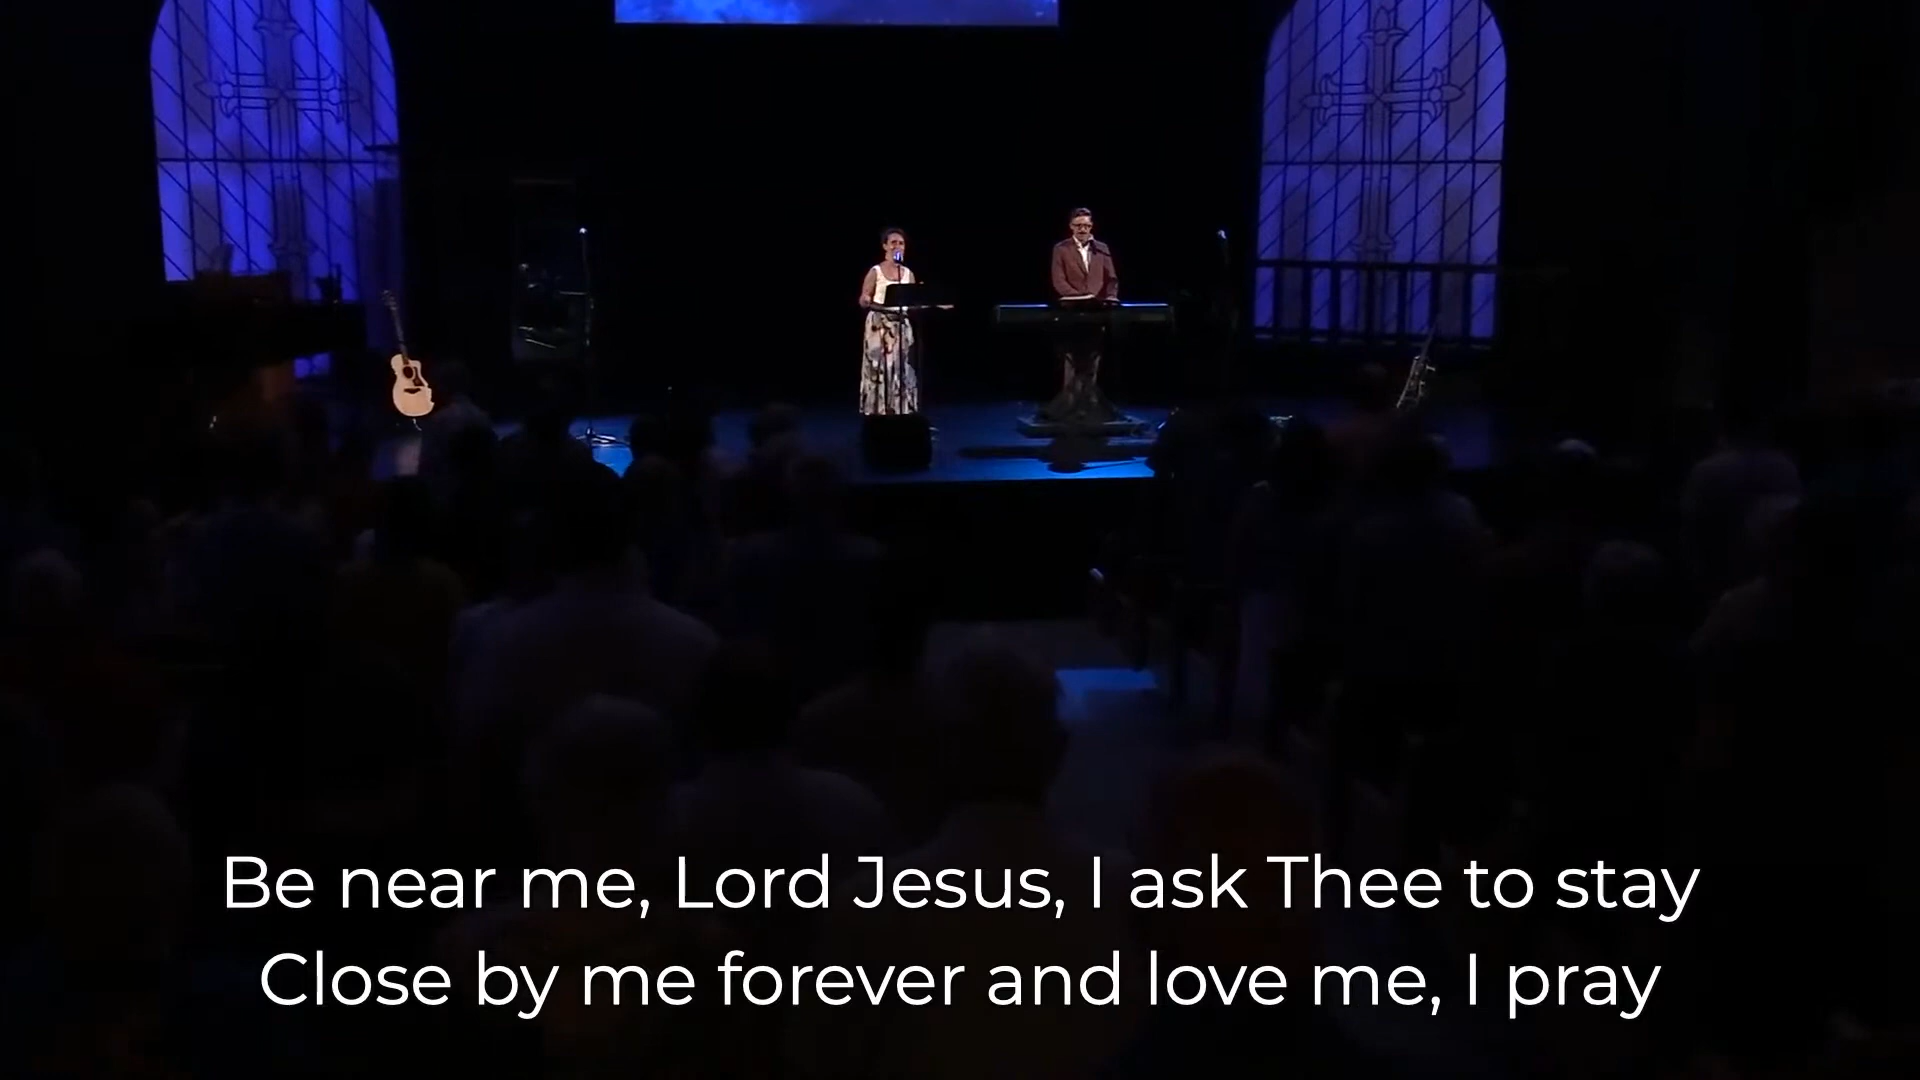 Be near me, Lord Jesus, I ask Thee to stay
Close by me forever and love me, I pray